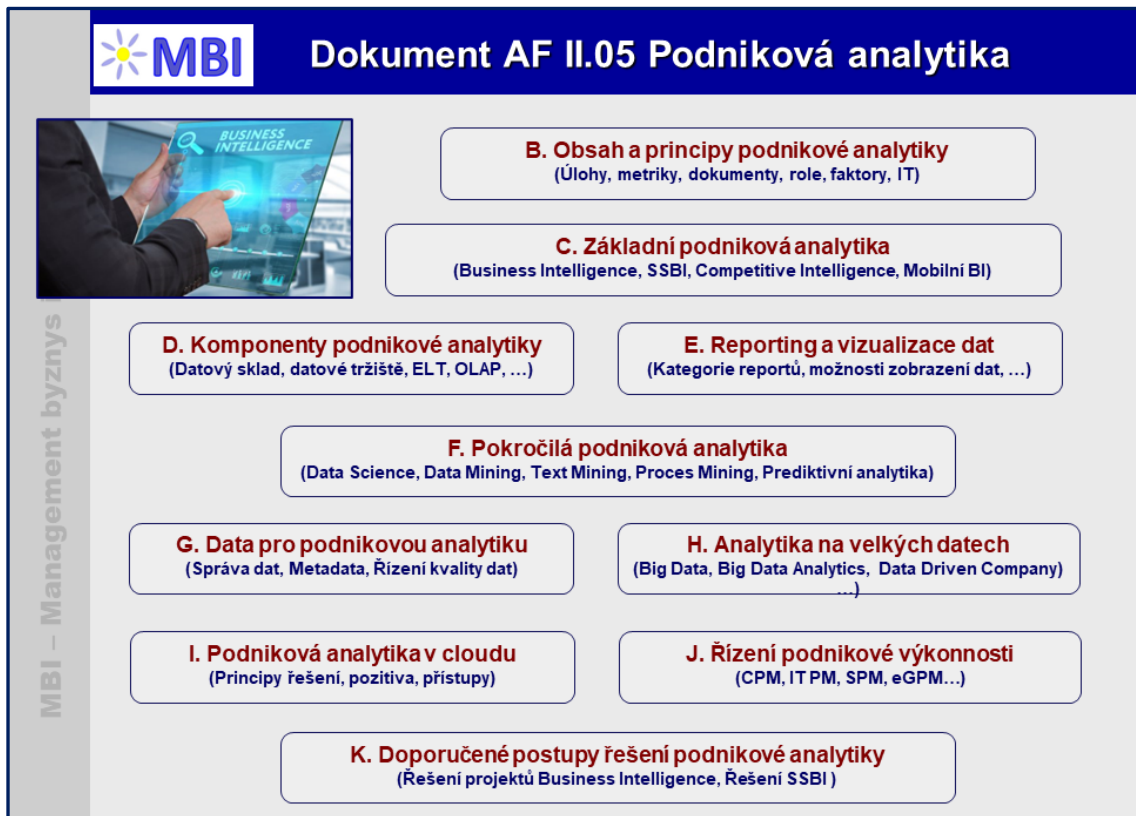 MBI
Dokument AF II.05 Podniková analytika
BUSINESS
INTELLIGENCE
B. Obsah a principy podnikové analytiky
(Úlohy, metriky, dokumenty, role, faktory, IT)
C. Základní podniková analytika
(Business Intelligence, SSBI, Competitive Intelligence, Mobilní BI)
D. Komponenty podnikové analytiky
(Datový sklad, datové tržiště, ELT, OLAP, …)
E. Reporting a vizualizace dat
(Kategorie reportů, možnosti zobrazení dat, …)
F. Pokročilá podniková analytika
(Data Science, Data Mining, Text Mining, Proces Mining, Prediktivní analytika)
G. Data pro podnikovou analytiku
(Správa dat, Metadata, Řízení kvality dat)
H. Analytika na velkých datech
(Big Data, Big Data Analytics, Data Driven Company)
…)
I. Podniková analytika v cloudu
(Principy řešení, pozitiva, přístupy)
J. Řízení podnikové výkonnosti
(CPM, IT PM, SPM, eGPM…)
K. Doporučené postupy řešení podnikové analytiky
(Řešení projektů Business Intelligence, Řešení SSBI )
MBI – Management byznys